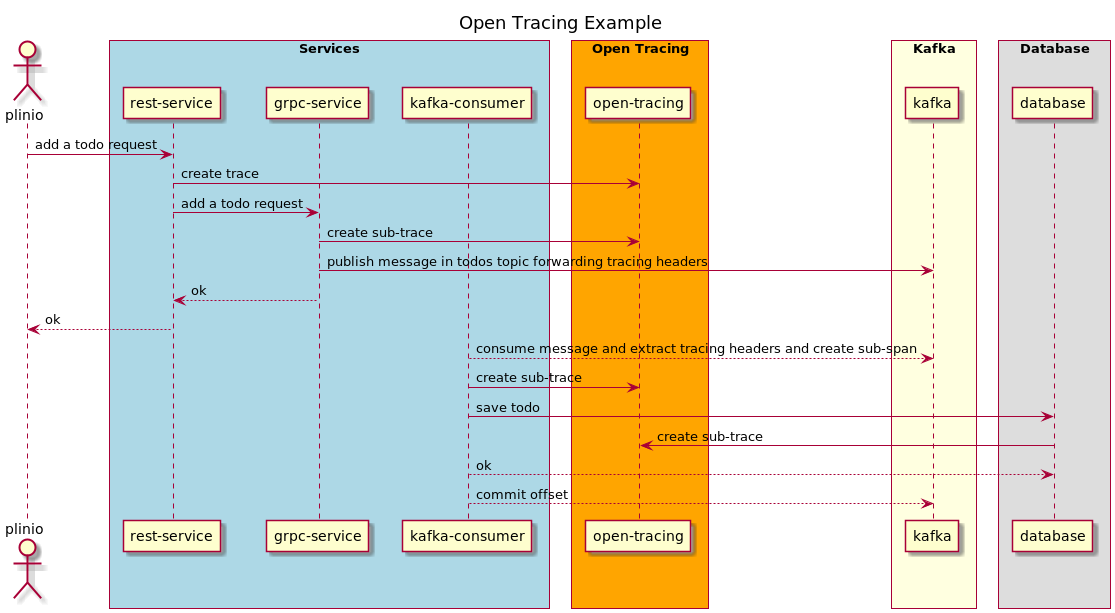 Open Tracing Example
Services
Open Tracing
Kafka
Database
plinio
rest-service
grpc-service
kafka-consumer
open-tracing
kafka
database
add a todo request
create trace
add a todo request
create sub-trace
publish message in todos topic forwarding tracing headers
ok
ok
consume message and extract tracing headers and create sub-span
create sub-trace
save todo
create sub-trace
ok
commit offset
plinio
rest-service
grpc-service
kafka-consumer
open-tracing
kafka
database